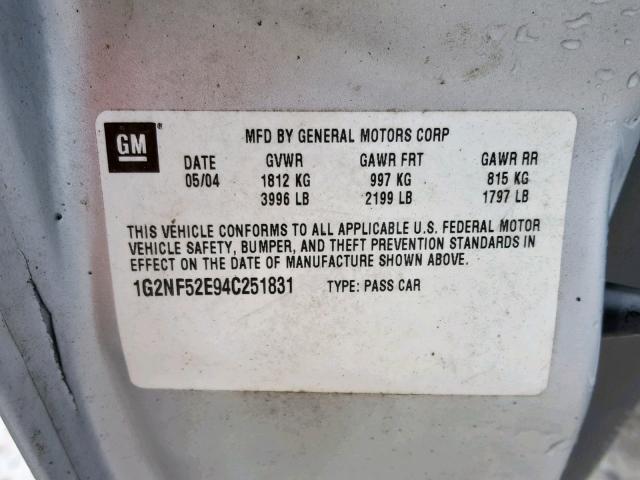 GM ®
MFD BY GENERAL MOTORS CORP
DATE GVWR GAWR FRT GAWR RR
05/04 1812 KG 997 KG 815 KG
3996 LB 2199 LB 1797 LB
THIS VEHICLE CONFORMS TO ALL APPLICABLE U.S. FEDERAL MOTOR
VEHICLE SAFETY, BUMPER, AND THEFT PREVENTION STANDARDS IN
EFFECT ON THE DATE OF MANUFACTURE SHOWN ABOVE.
1G2NF52E94C251831 TYPE: PASS CAR